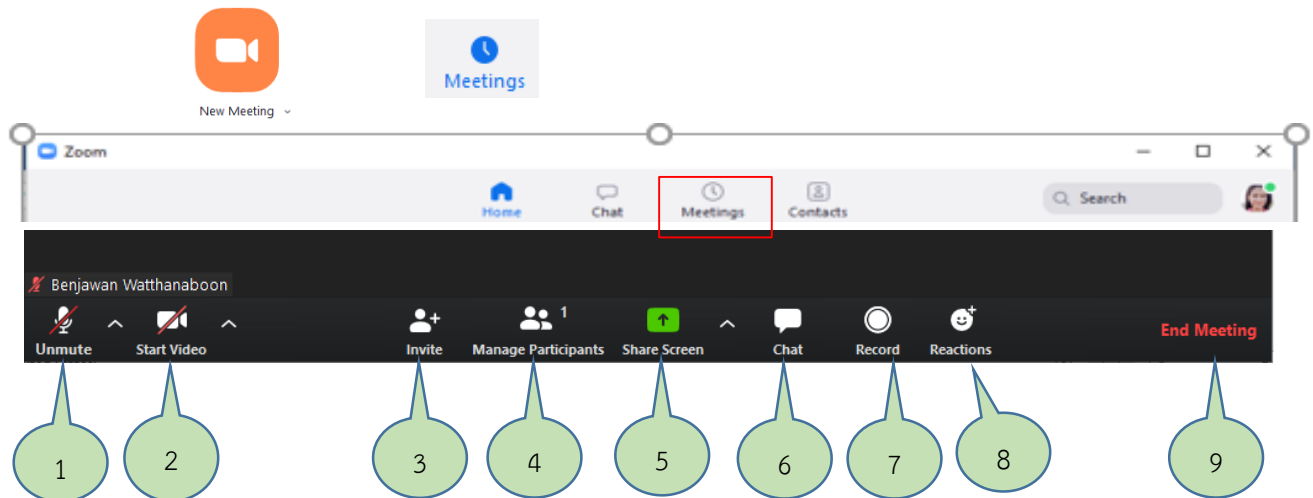 Meetings
New Meeting
Zoom
Home Chat Meetings Contacts Search
Benjawan Watthanaboon
1
Unmute Start Video Invite Manage Participants Share Screen Chat Record Reactions End Meeting
1 2 3 4 5 6 7 8 9